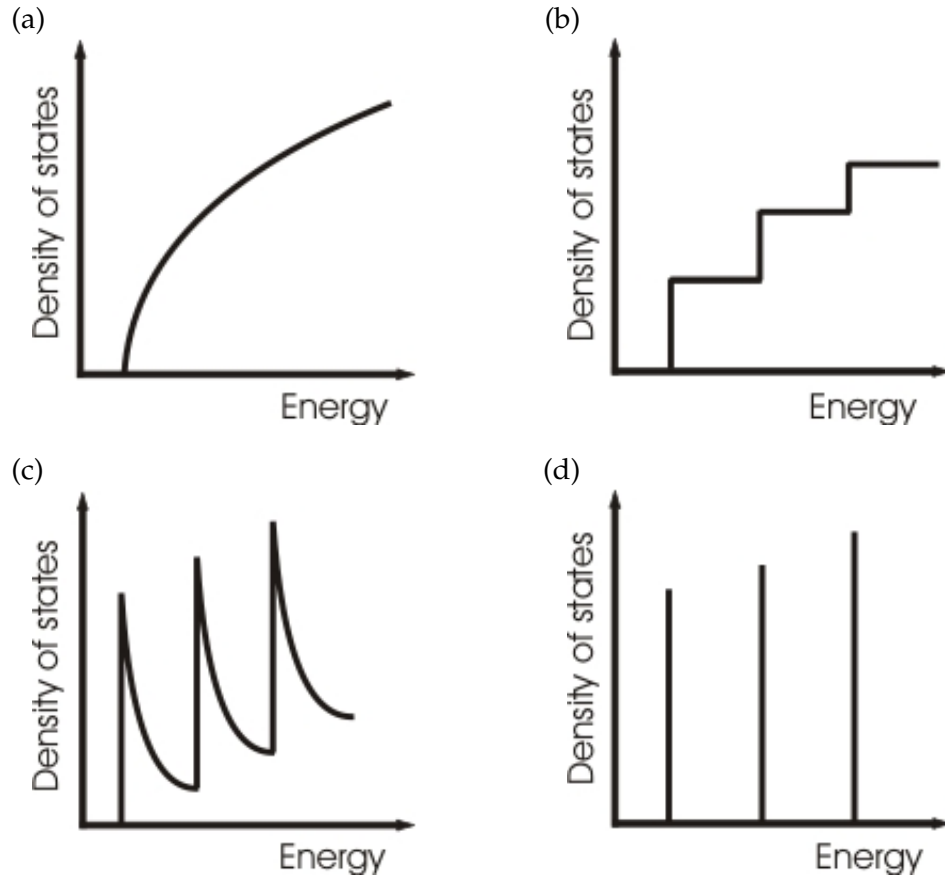 (a)
Density of states
Energy
(b)
Density of states
Energy
(c)
Density of states
Energy
(d)
Density of states
Energy